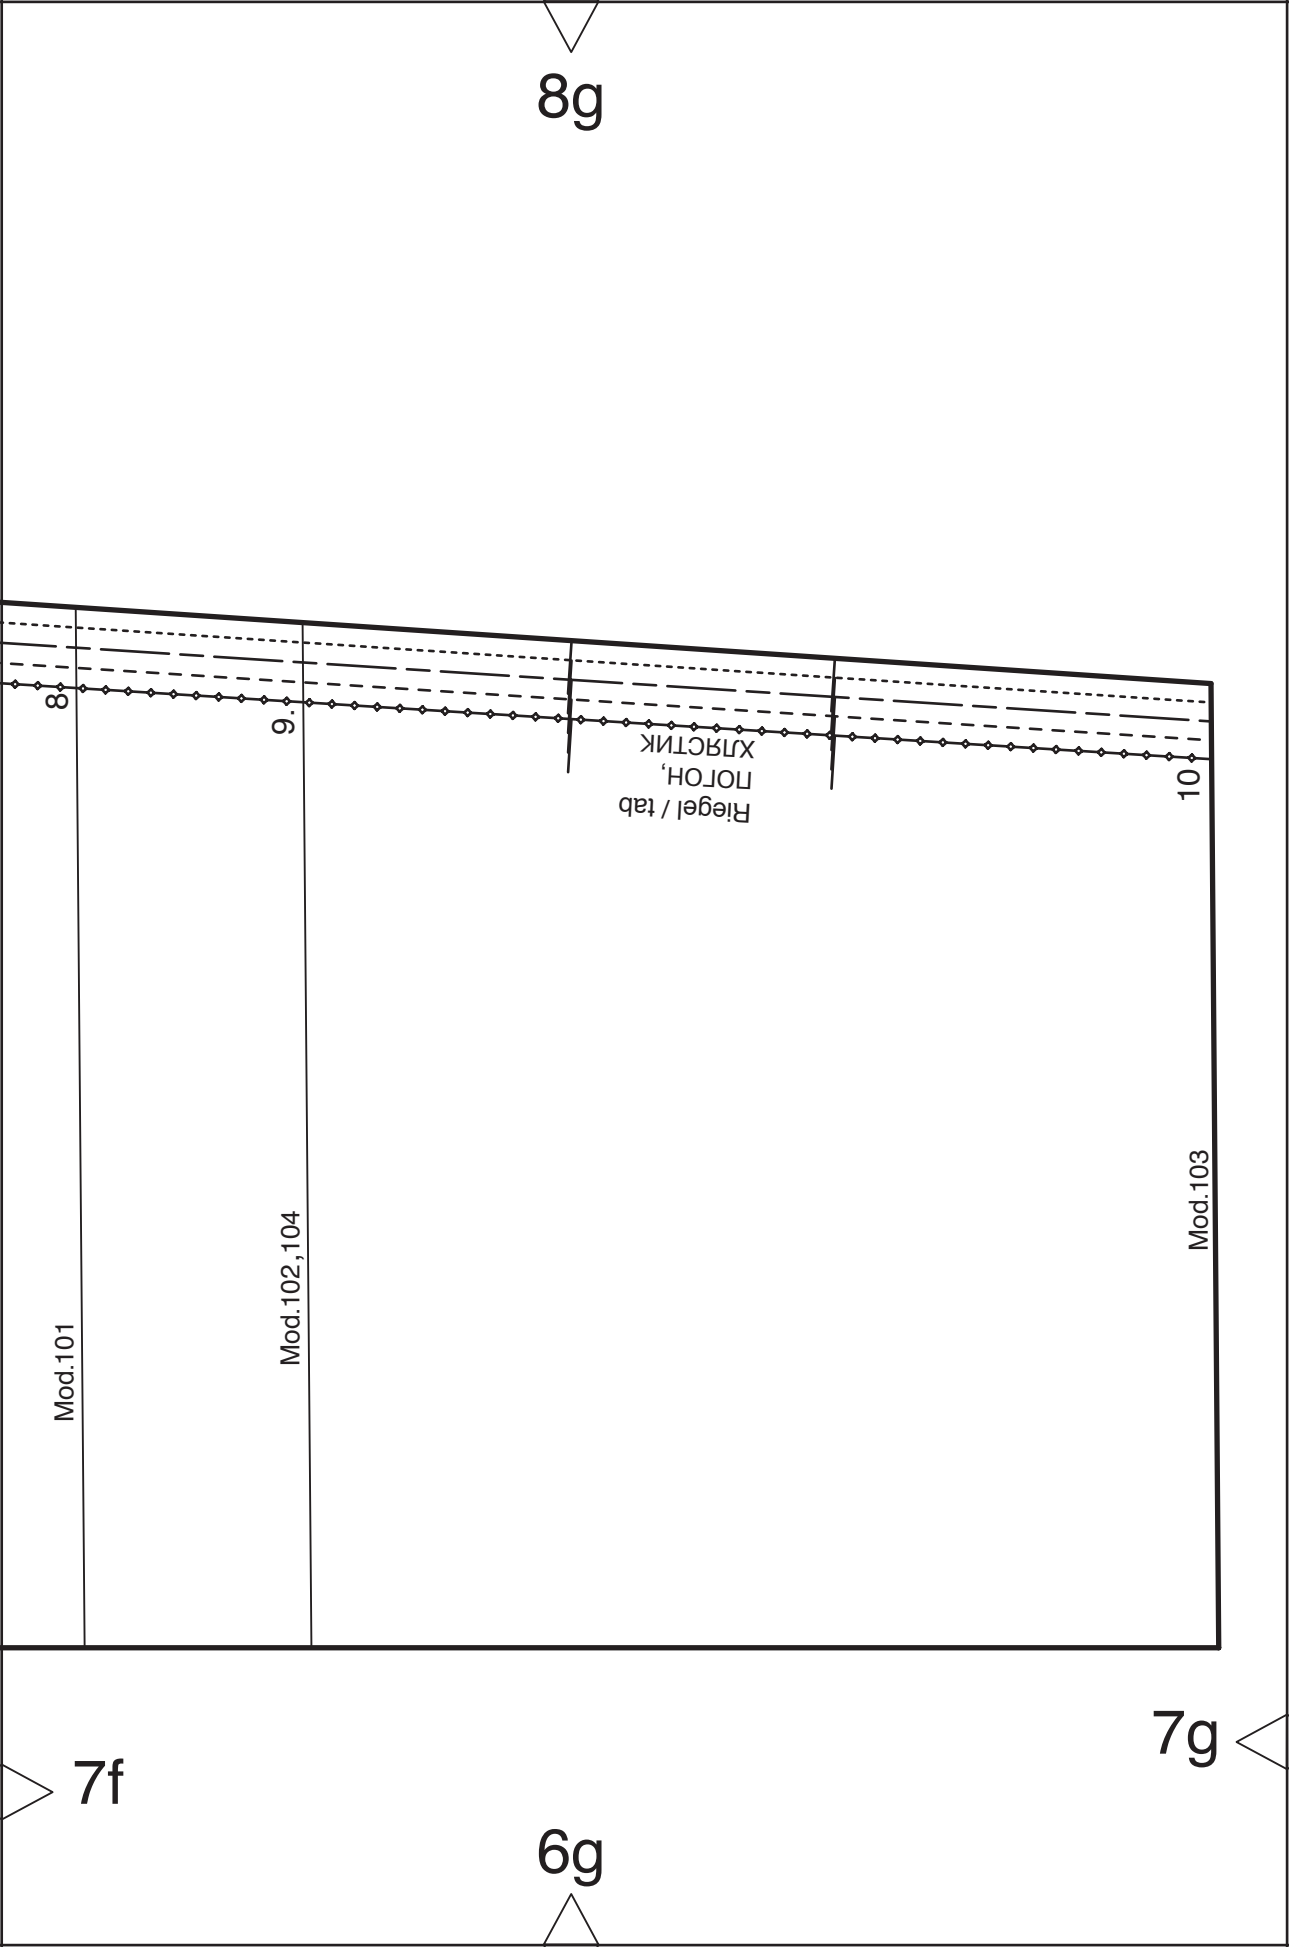 8g
8
9.
ХЛЯСТИК
ПОГОН,
Riegel / tab
10
Mod.103
Mod.102,104
Mod.101
7g
7f
6g